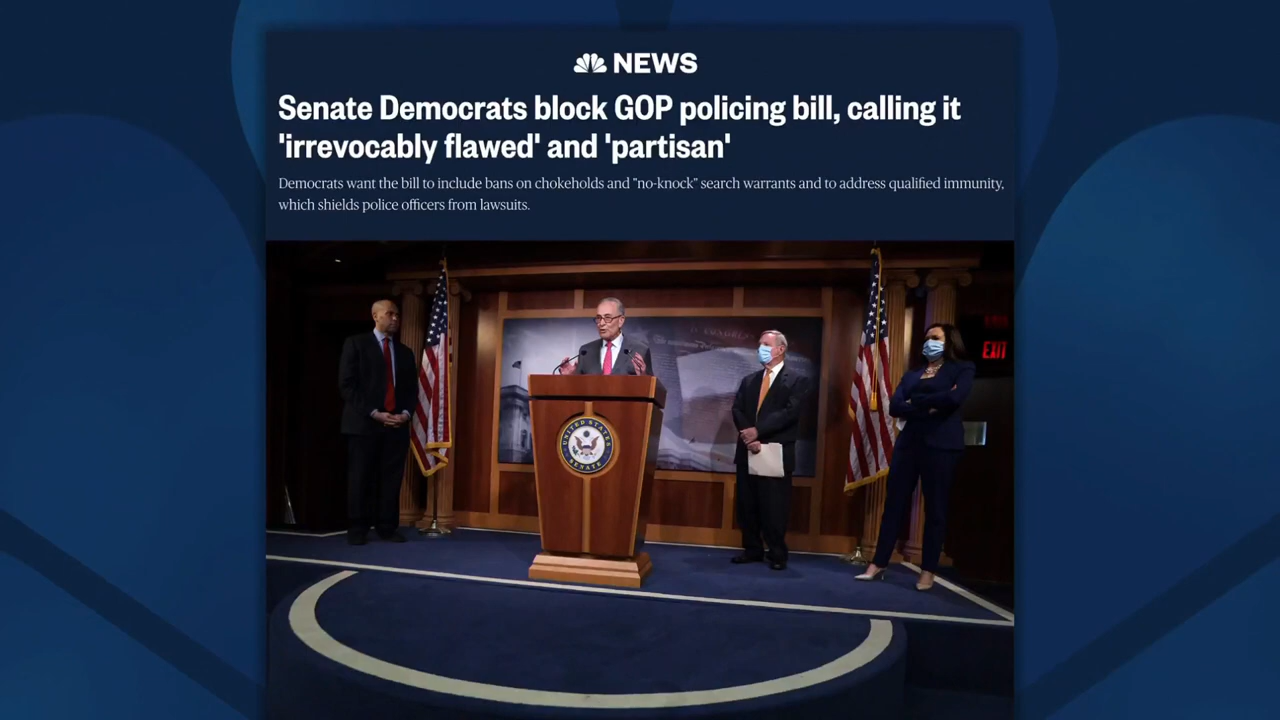 NEWS
Senate Democrats block GOP policing bill, calling it
'irrevocably flawed' and 'partisan'
Democrats want the bill to include bans on chokeholds and "no-knock" search warrants and to address qualified immunity,
which shields police officers from lawsuits.
EXIT
UNITED STATES
SENATE